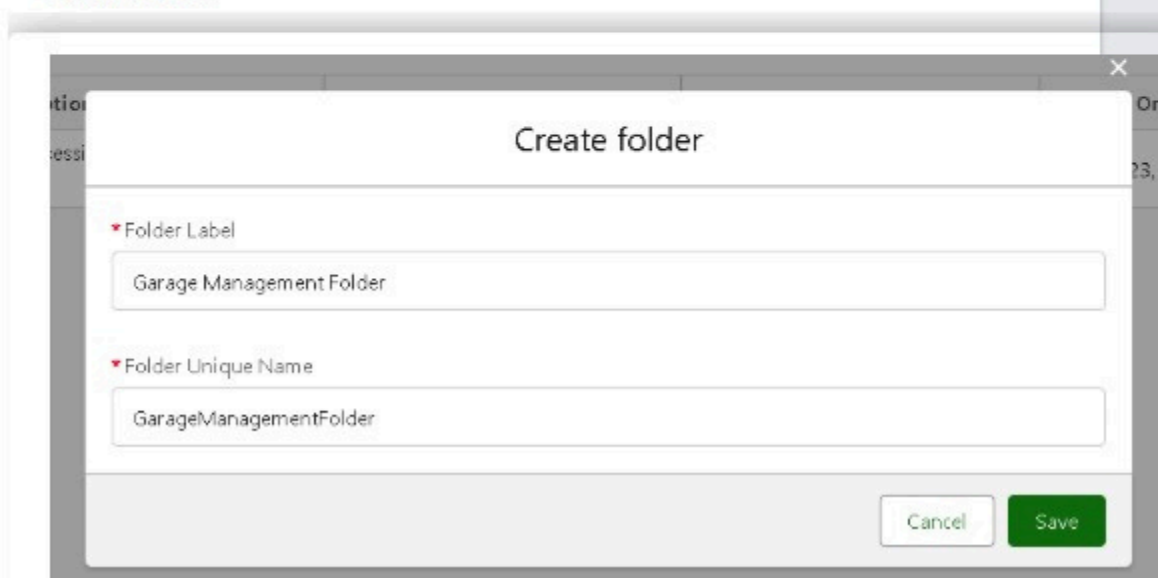 Create folder
*Folder Label
Garage Management Folder
*Folder Unique Name
GarageManagementFolder
Cancel
Save